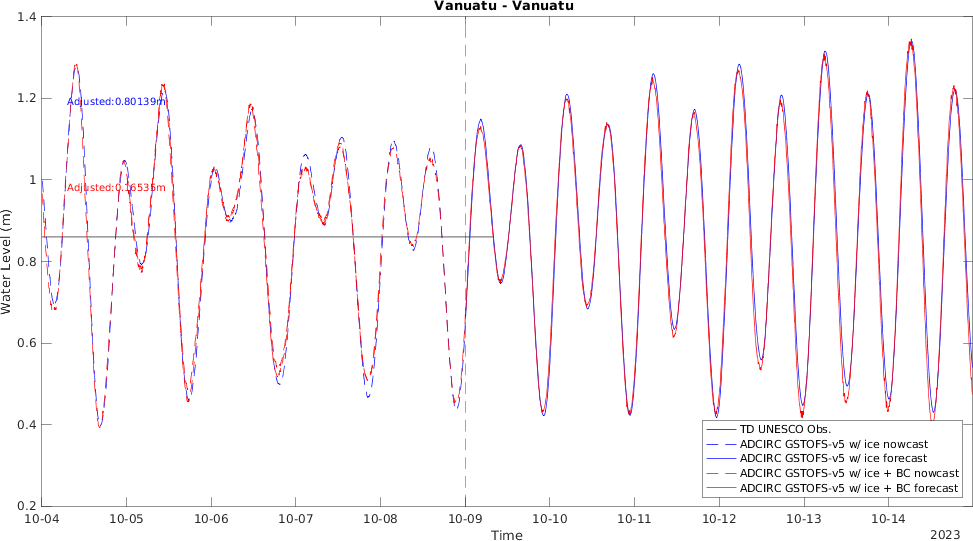 Vanuatu - Vanuatu
1.4
1.2
1
0.8
0.6
0.4
0.2
Water Level (m)
Adjusted:0.80139m
Adjusted:0.16535m
TD UNESCO Obs.
ADCIRC GSTOFS-v5 w/ ice nowcast
ADCIRC GSTOFS-v5 w/ ice forecast
ADCIRC GSTOFS-v5 w/ ice + BC nowcast
ADCIRC GSTOFS-v5 w/ ice + BC forecast
10-04 10-05 10-06 10-07 10-08 10-09 10-10 10-11 10-12 10-13 10-14
Time
2023